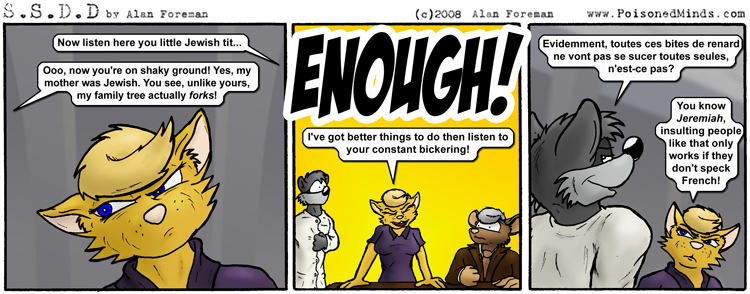 S.S.D.D by Alan Foreman (c)2008 Alan Foreman www.PoisonedMinds.com
Now listen here you little Jewish tit...
Ooo, now you're on shaky ground! Yes, my
mother was Jewish. You see, unlike yours,
my family tree actually forks!
ENOUGH!
I've got better things to do then listen to
your constant bickering!
Evidemment, toutes ces bites de renard
ne vont pas se sucer toutes seules,
n'est-ce pas?
You know
Jeremiah,
insulting people
like that only
works if they
don't speck
French!